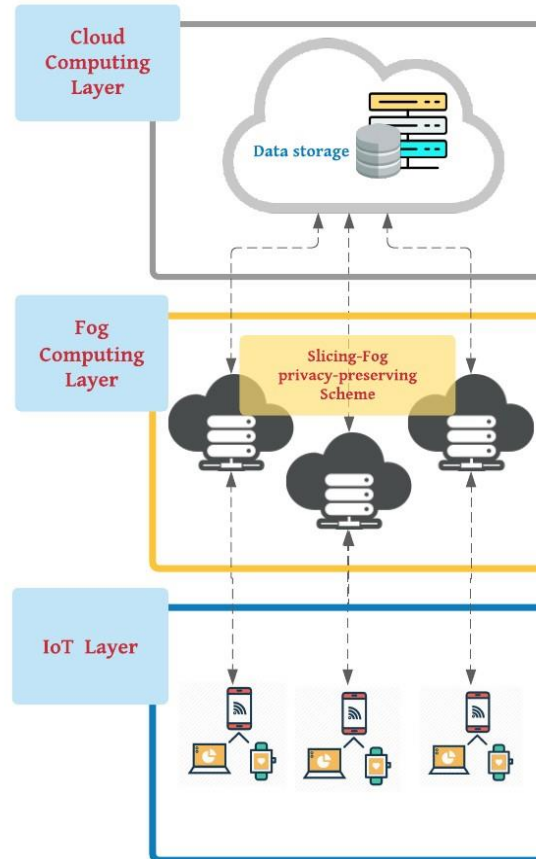 Cloud
Computing
Layer
Data storage
Fog
Computing
Layer
Slicing-Fog
privacy-preserving
Scheme
IoT Layer